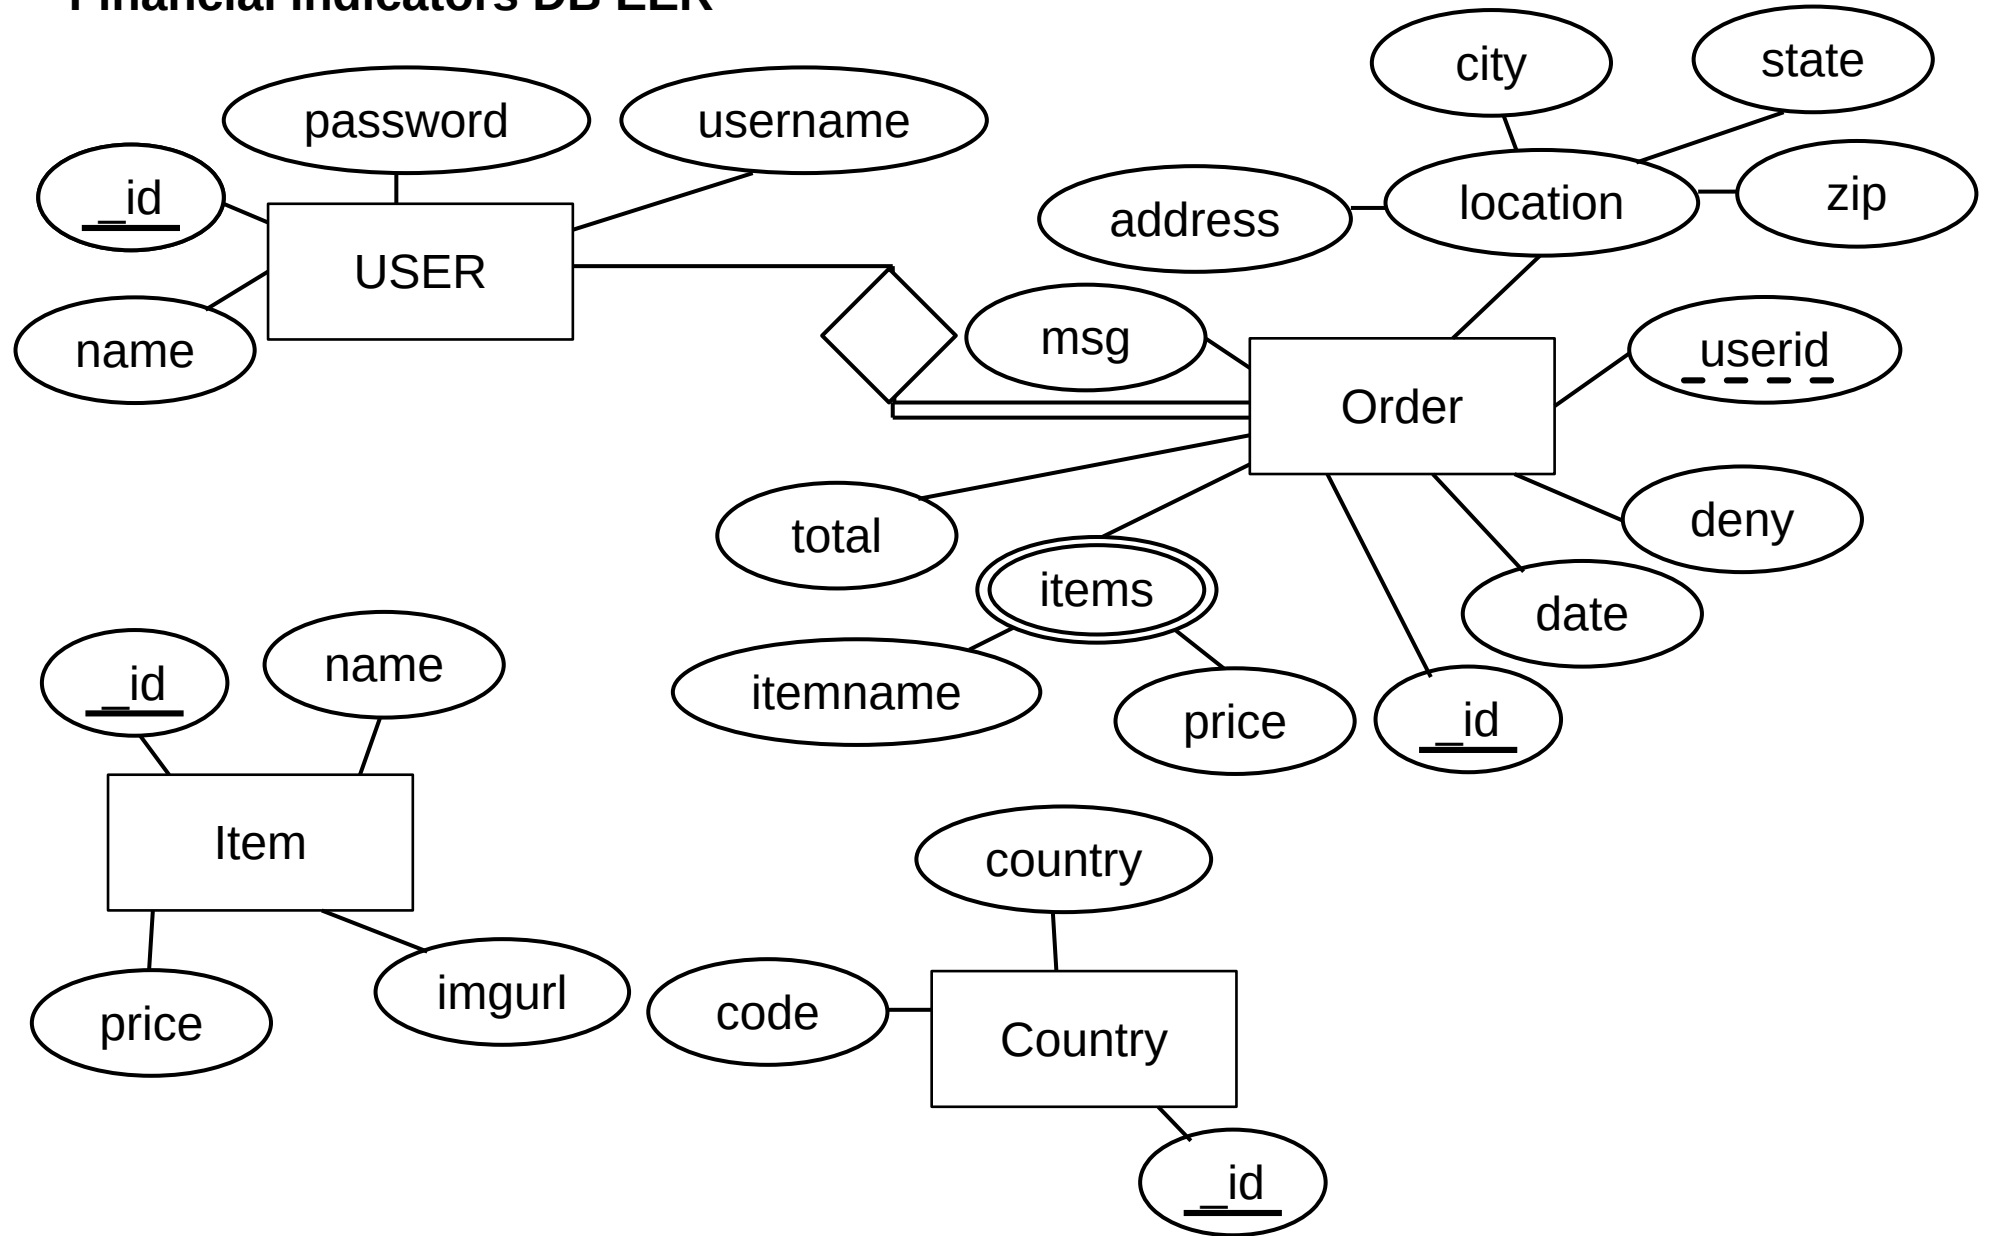 Financial Indicators DB EER
city
state
password
username
_id
zip
location
address
USER
msg
userid
name
Order
total
deny
items
date
_id
name
itemname
price
_id
Item
country
imgurl
code
price
Country
_id